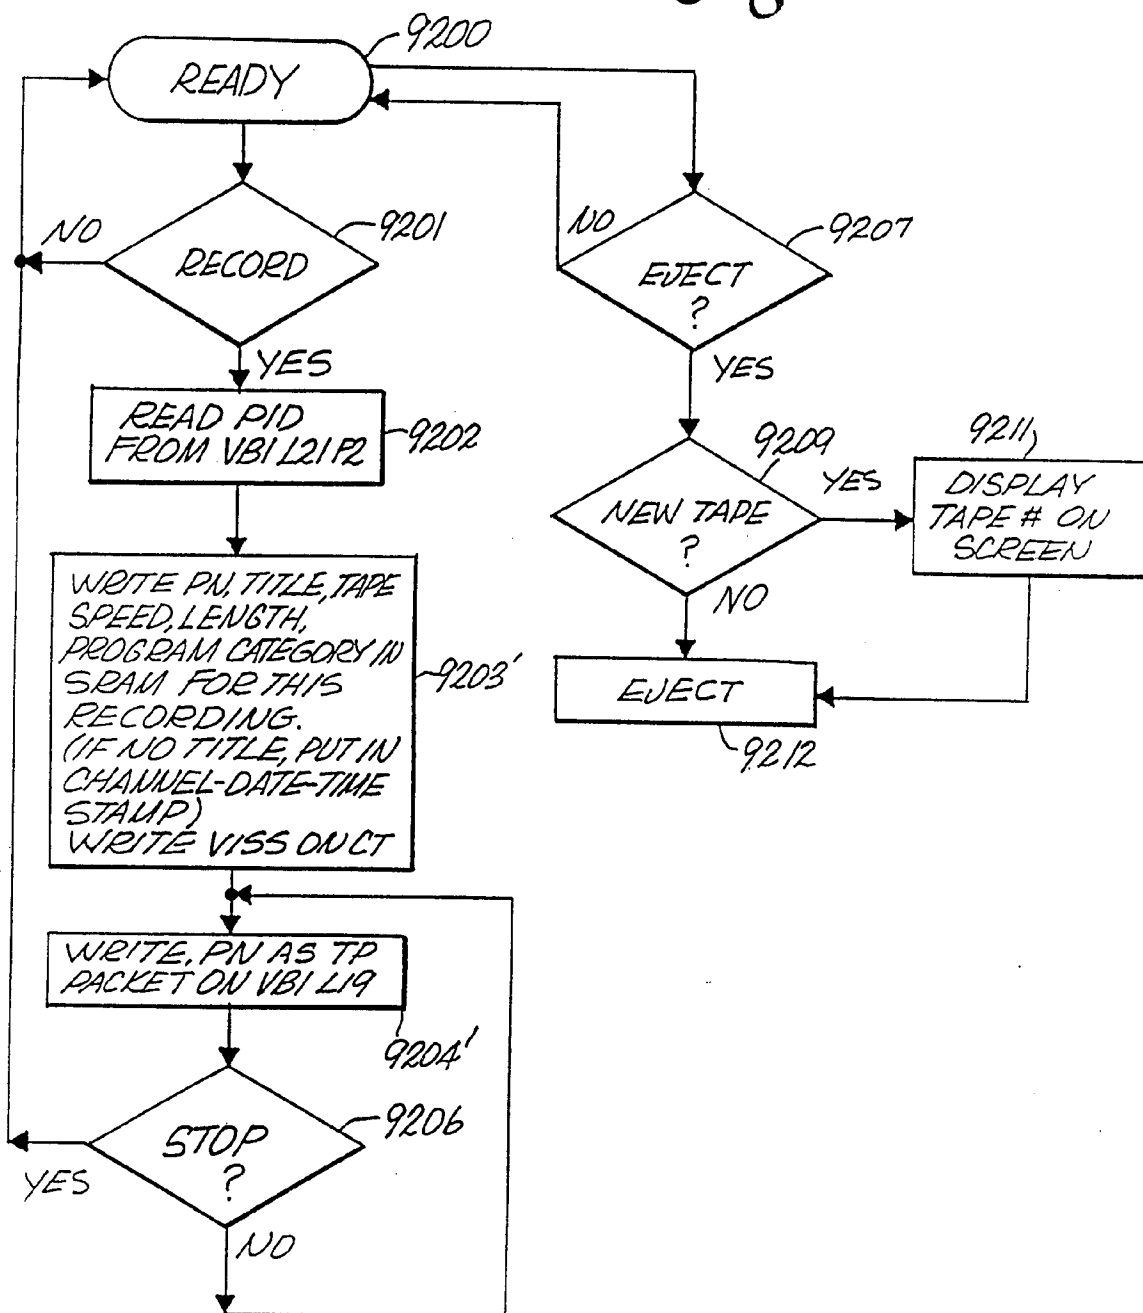 9200
READY
NO
9201
RECORD
YES
READ PID
FROM VBI L21F2
9202
WRITE PN, TITLE, TAPE
SPEED, LENGTH,
PROGRAM CATEGORY IN
SRAM FOR THIS
RECORDING.
(IF NO TITLE, PUT IN
CHANNEL-DATE-TIME
STAMP)
WRITE VISS ON CT
9203'
WRITE, PN AS TP
PACKET ON VBI L19
9204'
STOP
?
9206
YES
NO
NO
9207
EJECT
?
YES
9209
NEW TAPE
?
YES
NO
9211
DISPLAY
TAPE # ON
SCREEN
EJECT
9212